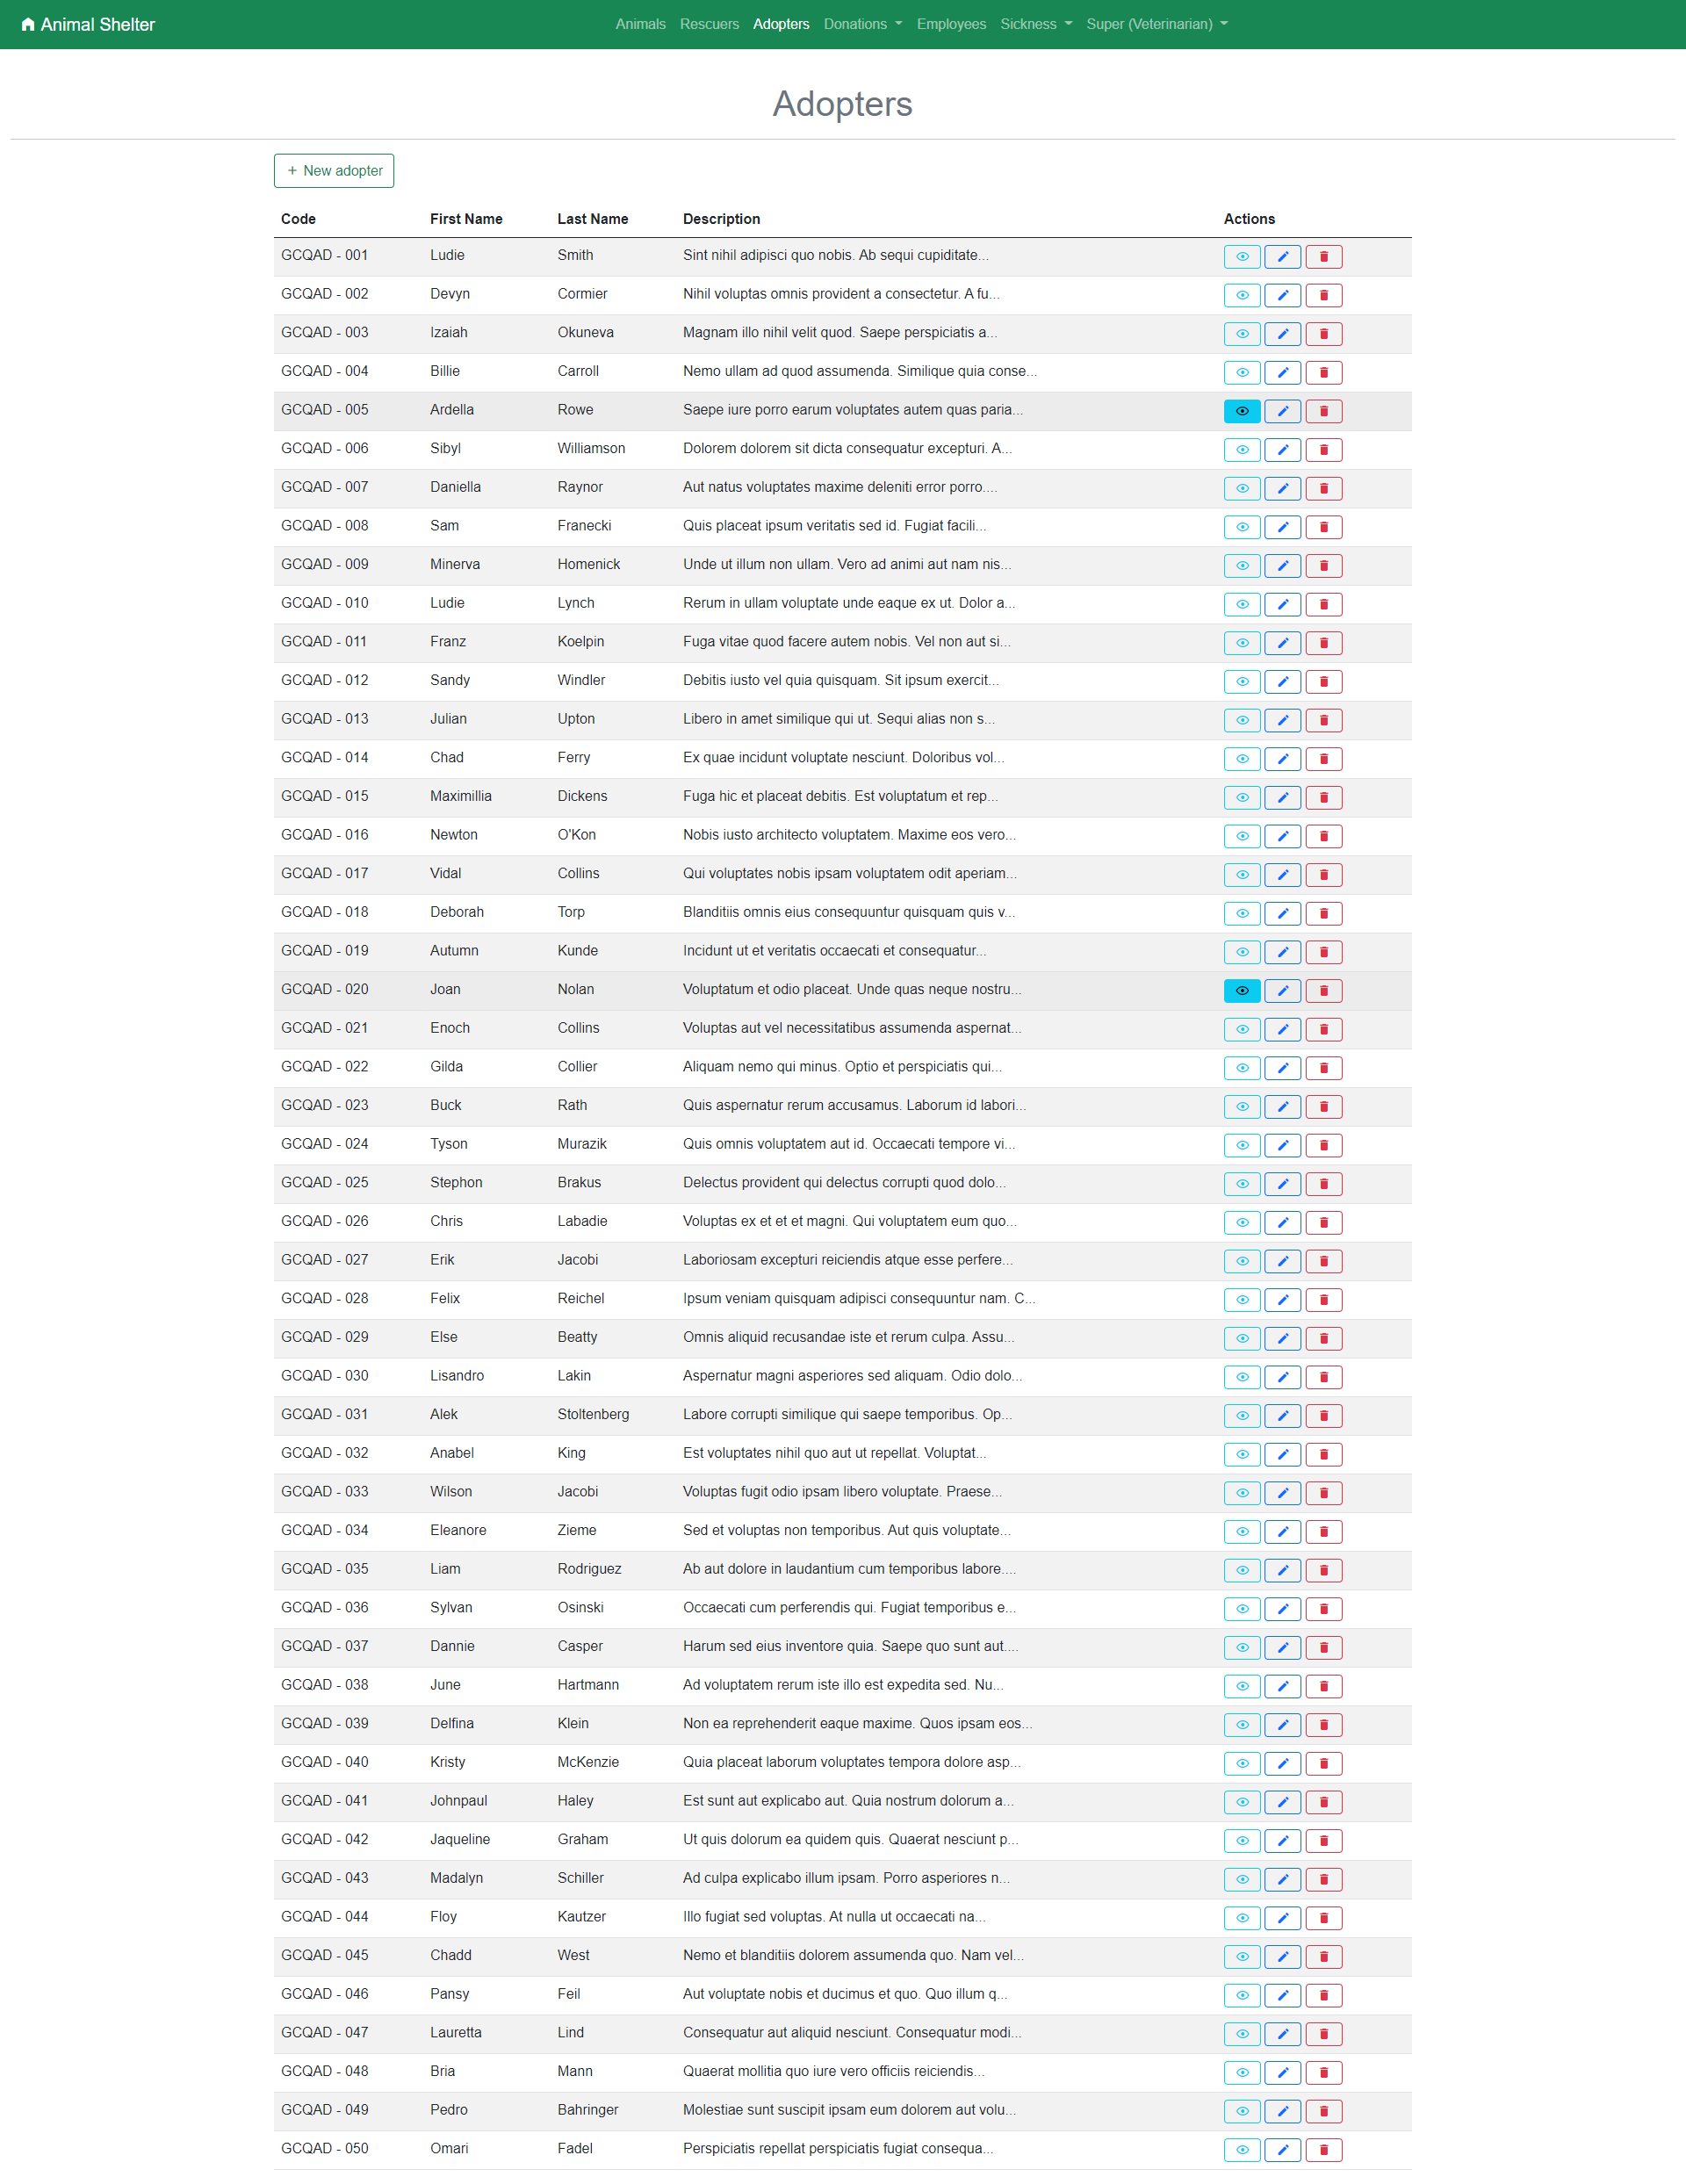 Animal Shelter Animals Rescuers Adopters Donations Employees Sickness Super (Veterinarian)
Adopters
+ New adopter
Code First Name Last Name Description Actions
GCQAD - 001 Ludie Smith Sint nihil adipisci quo nobis. Ab sequi cupiditate...
GCQAD - 002 Devyn Cormier Nihil voluptas omnis provident a consectetur. A fu...
GCQAD - 003 Izaiah Okuneva Magnam illo nihil velit quod. Saepe perspiciatis a...
GCQAD - 004 Billie Carroll Nemo ullam ad quod assumenda. Similique quia conse...
GCQAD - 005 Ardella Rowe Saepe iure porro earum voluptates autem quas paria...
GCQAD - 006 Sibyl Williamson Dolorem dolorem sit dicta consequatur excepturi. A...
GCQAD - 007 Daniella Raynor Aut natus voluptates maxime deleniti error porro....
GCQAD - 008 Sam Franecki Quis placeat ipsum veritatis sed id. Fugiat facili...
GCQAD - 009 Minerva Homenick Unde ut illum non ullam. Vero ad animi aut nam nis...
GCQAD - 010 Ludie Lynch Rerum in ullam voluptate unde eaque ex ut. Dolor a...
GCQAD - 011 Franz Koelpin Fuga vitae quod facere autem nobis. Vel non aut si...
GCQAD - 012 Sandy Windler Debitis iusto vel quia quisquam. Sit ipsum exercit...
GCQAD - 013 Julian Upton Libero in amet similique qui ut. Sequi alias non s...
GCQAD - 014 Chad Ferry Ex quae incidunt voluptate nesciunt. Doloribus vol...
GCQAD - 015 Maximillia Dickens Fuga hic et placeat debitis. Est voluptatum et rep...
GCQAD - 016 Newton O'Kon Nobis iusto architecto voluptatem. Maxime eos vero...
GCQAD - 017 Vidal Collins Qui voluptates nobis ipsam voluptatem odit aperiam...
GCQAD - 018 Deborah Torp Blanditiis omnis eius consequuntur quisquam quis v...
GCQAD - 019 Autumn Kunde Incidunt ut et veritatis occaecati et consequatur...
GCQAD - 020 Joan Nolan Voluptatum et odio placeat. Unde quas neque nostru...
GCQAD - 021 Enoch Collins Voluptas aut vel necessitatibus assumenda aspernat...
GCQAD - 022 Gilda Collier Aliquam nemo qui minus. Optio et perspiciatis qui...
GCQAD - 023 Buck Rath Quis aspernatur rerum accusamus. Laborum id labori...
GCQAD - 024 Tyson Murazik Quis omnis voluptatem aut id. Occaecati tempore vi...
GCQAD - 025 Stephon Brakus Delectus provident qui delectus corrupti quod dolo...
GCQAD - 026 Chris Labadie Voluptas ex et et et magni. Qui voluptatem eum quo...
GCQAD - 027 Erik Jacobi Laboriosam excepturi reiciendis atque esse perfere...
GCQAD - 028 Felix Reichel Ipsum veniam quisquam adipisci consequuntur nam. C...
GCQAD - 029 Else Beatty Omnis aliquid recusandae iste et rerum culpa. Assu...
GCQAD - 030 Lisandro Lakin Aspernatur magni asperiores sed aliquam. Odio dolo...
GCQAD - 031 Alek Stoltenberg Labore corrupti similique qui saepe temporibus. Op...
GCQAD - 032 Anabel King Est voluptates nihil quo aut ut repellat. Voluptat...
GCQAD - 033 Wilson Jacobi Voluptas fugit odio ipsam libero voluptate. Praese...
GCQAD - 034 Eleanore Zieme Sed et voluptas non temporibus. Aut quis voluptate...
GCQAD - 035 Liam Rodriguez Ab aut dolore in laudantium cum temporibus labore....
GCQAD - 036 Sylvan Osinski Occaecati cum perferendis qui. Fugiat temporibus e...
GCQAD - 037 Dannie Casper Harum sed eius inventore quia. Saepe quo sunt aut....
GCQAD - 038 June Hartmann Ad voluptatem rerum iste illo est expedita sed. Nu...
GCQAD - 039 Delfina Klein Non ea reprehenderit eaque maxime. Quos ipsam eos...
GCQAD - 040 Kristy McKenzie Quia placeat laborum voluptates tempora dolore asp...
GCQAD - 041 Johnpaul Haley Est sunt aut explicabo aut. Quia nostrum dolorum a...
GCQAD - 042 Jaqueline Graham Ut quis dolorum ea quidem quis. Quaerat nesciunt p...
GCQAD - 043 Madalyn Schiller Ad culpa explicabo illum ipsam. Porro asperiores n...
GCQAD - 044 Floy Kautzer Illo fugiat sed voluptas. At nulla ut occaecati na...
GCQAD - 045 Chadd West Nemo et blanditiis dolorem assumenda quo. Nam vel...
GCQAD - 046 Pansy Feil Aut voluptate nobis et ducimus et quo. Quo illum q...
GCQAD - 047 Lauretta Lind Consequatur aut aliquid nesciunt. Consequatur modi...
GCQAD - 048 Bria Mann Quaerat mollitia quo iure vero officiis reiciendis...
GCQAD - 049 Pedro Bahringer Molestiae sunt suscipit ipsam eum dolorem aut volu...
GCQAD - 050 Omari Fadel Perspiciatis repellat perspiciatis fugiat consequa...